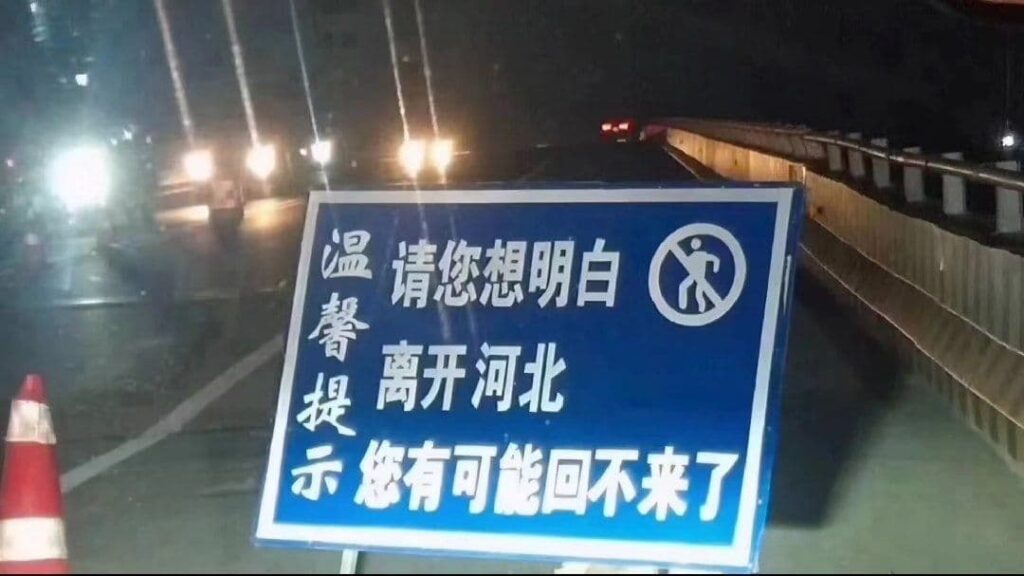 温馨提示
请您想明白
离开河北
您有可能回不来了